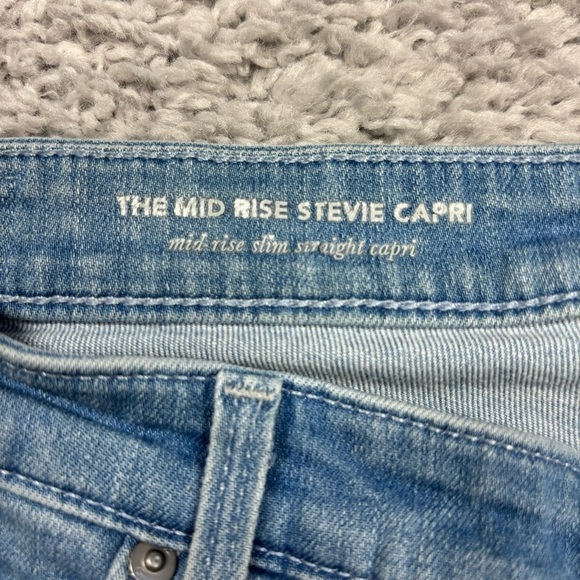 THE MID RISE STEVIE CAPRI
mid-rise slim straight capri